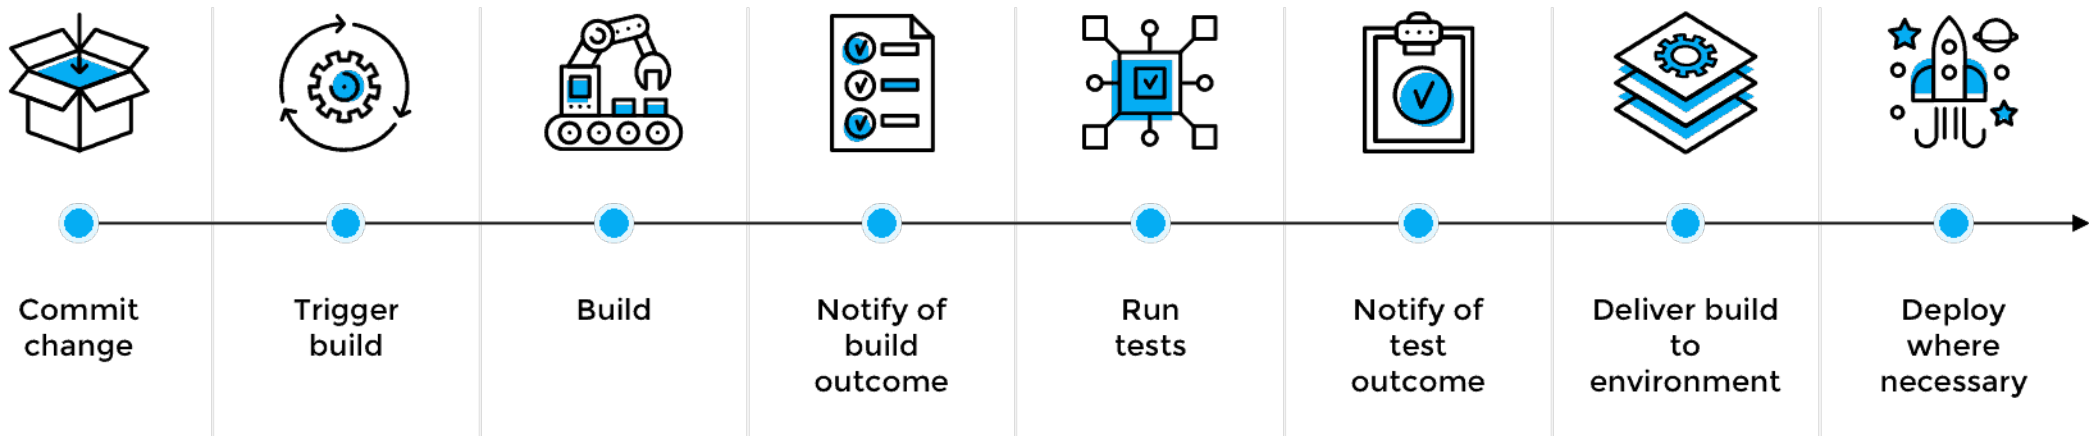 Commit
change
Trigger
build
Build
Notify of
build
outcome
Run
tests
Notify of
test
outcome
Deliver build
to
environment
Deploy
where
necessary